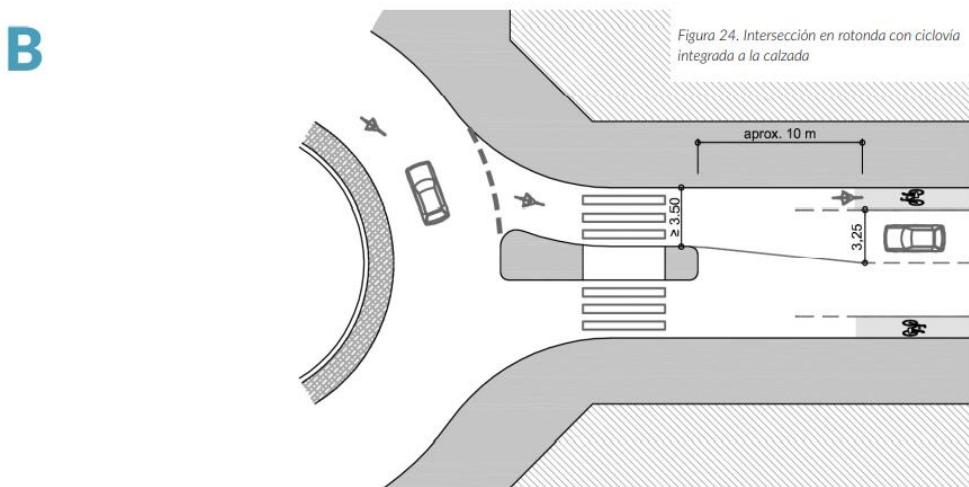 B
Figura 24. Intersección en rotonda con ciclovía
integrada a la calzada
aprox. 10 m
≥ 3.50
3,25